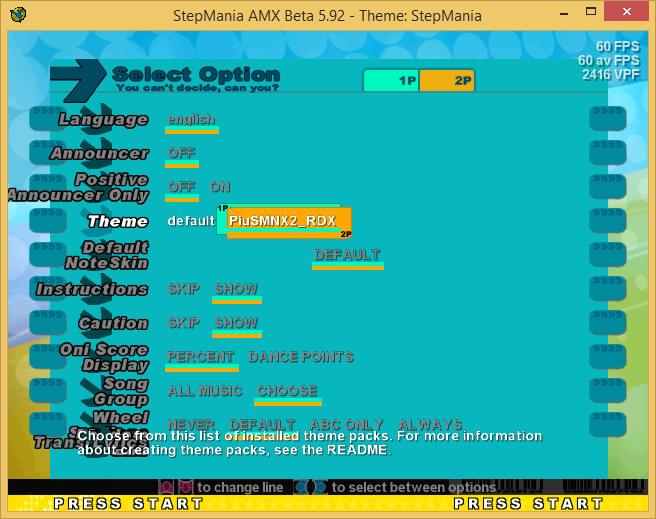 StepMania AMX Beta 5.92 - Theme: StepMania
60 FPS
60 av FPS
2416 VPF
Select Option
You can't decide, can you?
1P 2P
Language english
Announcer OFF
Positive
Announcer Only OFF ON
Theme default 1P PiuSMNX2_RDX 2P
Default
NoteSkin DEFAULT
Instructions SKIP SHOW
Caution SKIP SHOW
Oni Score
Display PERCENT DANCE POINTS
Song
Group ALL MUSIC CHOOSE
Wheel
NEVER DEFAULT ABC ONLY ALWAYS
Choose from this list of installed theme packs. For more information
about creating theme packs, see the README.
to change line to select between options
PRESS START PRESS START